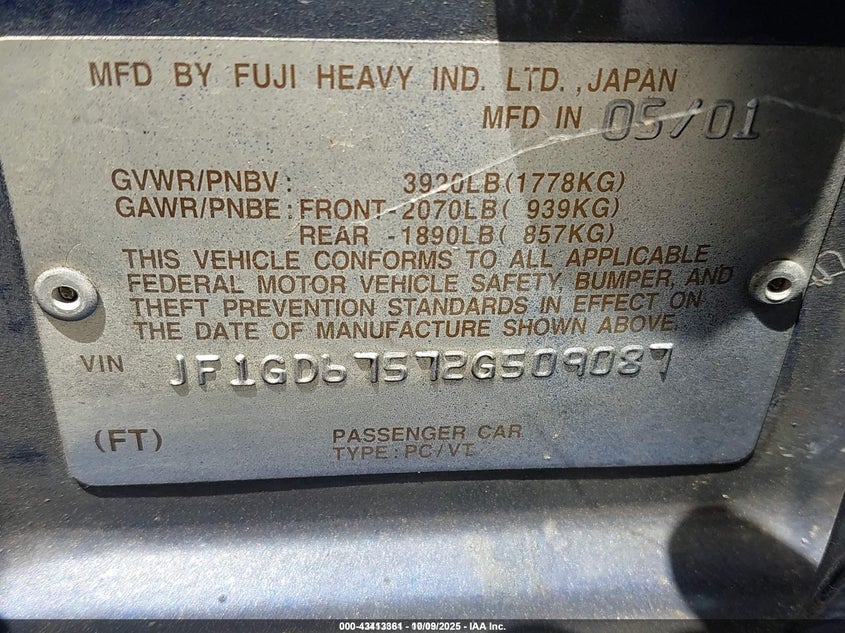 MFD BY FUJI HEAVY IND. LTD., JAPAN
MFD IN 05/01
GVWR/PNBV: 3920LB(1778KG)
GAWR/PNBE: FRONT-2070LB( 939KG)
REAR -1890LB( 857KG)
THIS VEHICLE CONFORMS TO ALL APPLICABLE
FEDERAL MOTOR VEHICLE SAFETY, BUMPER, AND
THEFT PREVENTION STANDARDS IN EFFECT ON
THE DATE OF MANUFACTURE SHOWN ABOVE.
VIN JF1GD67572G509087
(FT) PASSENGER CAR
TYPE: PC/VT
000-43413361 - 10/09/2025 - IAA Inc.